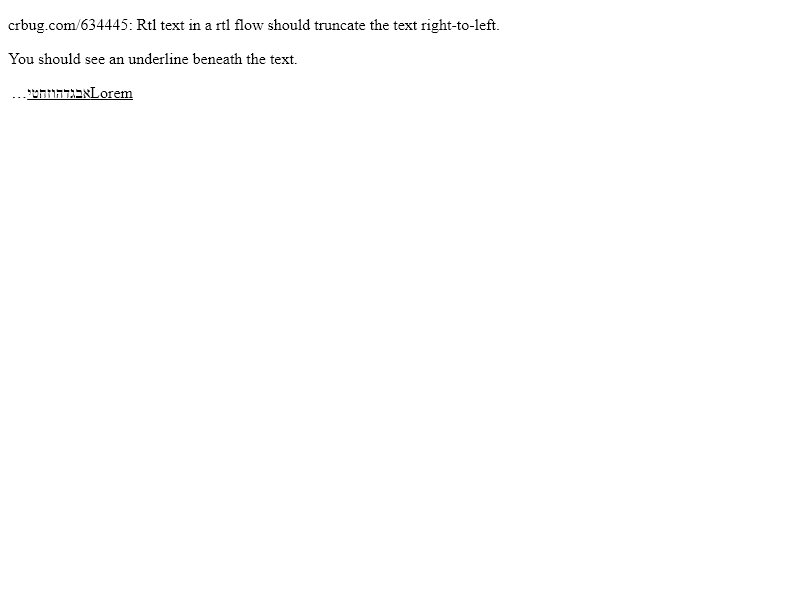 crbug.com/634445: Rtl text in a rtl flow should truncate the text right-to-left.
You should see an underline beneath the text.
Loremאבגדהוזחטי…